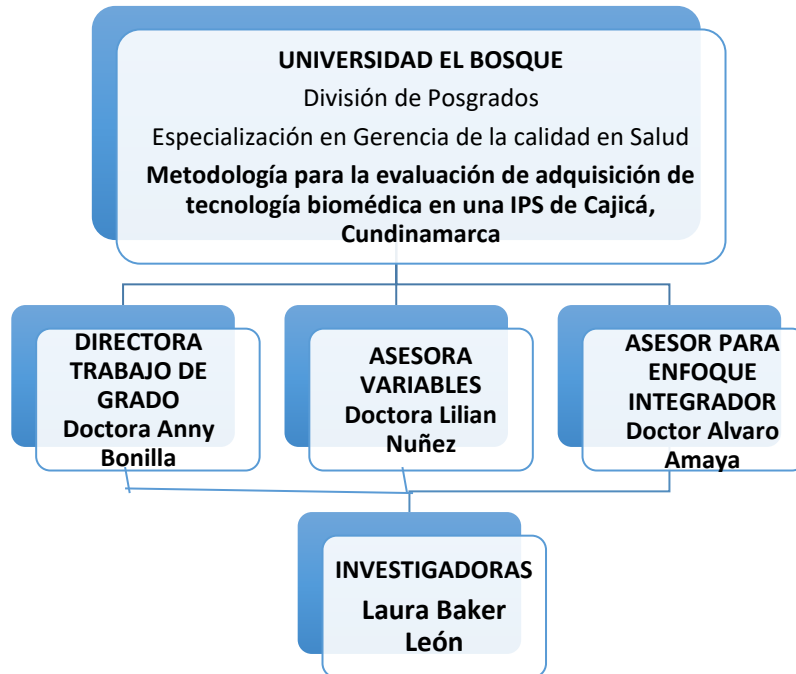 UNIVERSIDAD EL BOSQUE
División de Posgrados
Especialización en Gerencia de la calidad en Salud
Metodología para la evaluación de adquisición de
tecnología biomédica en una IPS de Cajicá,
Cundinamarca
DIRECTORA
TRABAJO DE
GRADO
Doctora Anny
Bonilla
ASESORA
VARIABLES
Doctora Lilian
Nuñez
ASESOR PARA
ENFOQUE
INTEGRADOR
Doctor Alvaro
Amaya
INVESTIGADORAS
Laura Baker
León